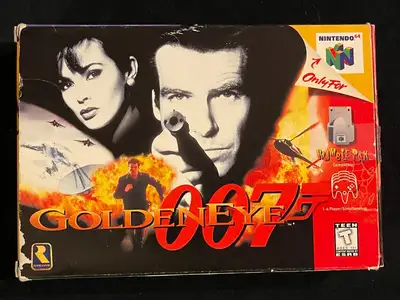 NINTENDO 64
Only For
RUMBLE PAK
1-4 Player Simultaneous
GOLDENEYE 007
TEEN
ESRB